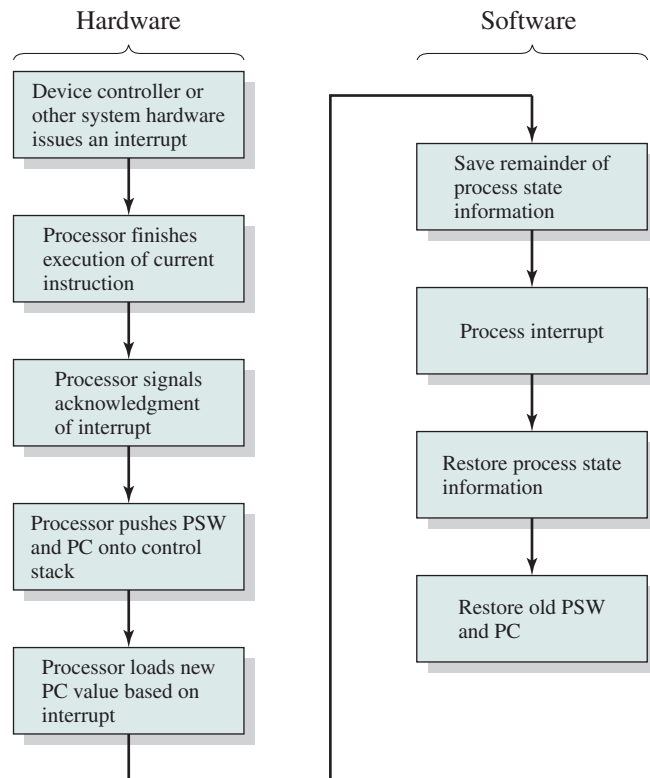 Hardware
Device controller or
other system hardware
issues an interrupt
Processor finishes
execution of current
instruction
Processor signals
acknowledgment
of interrupt
Processor pushes PSW
and PC onto control
stack
Processor loads new
PC value based on
interrupt
Software
Save remainder of
process state
information
Process interrupt
Restore process state
information
Restore old PSW
and PC